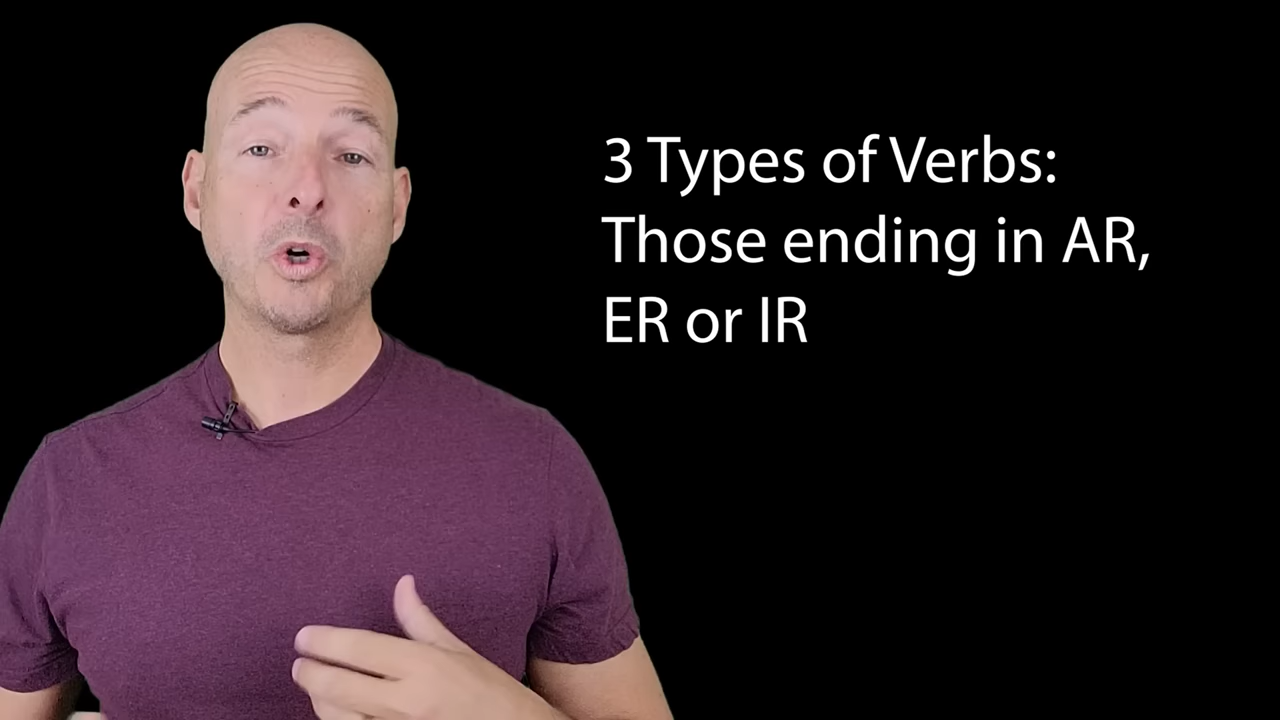 3 Types of Verbs:
Those ending in AR,
ER or IR